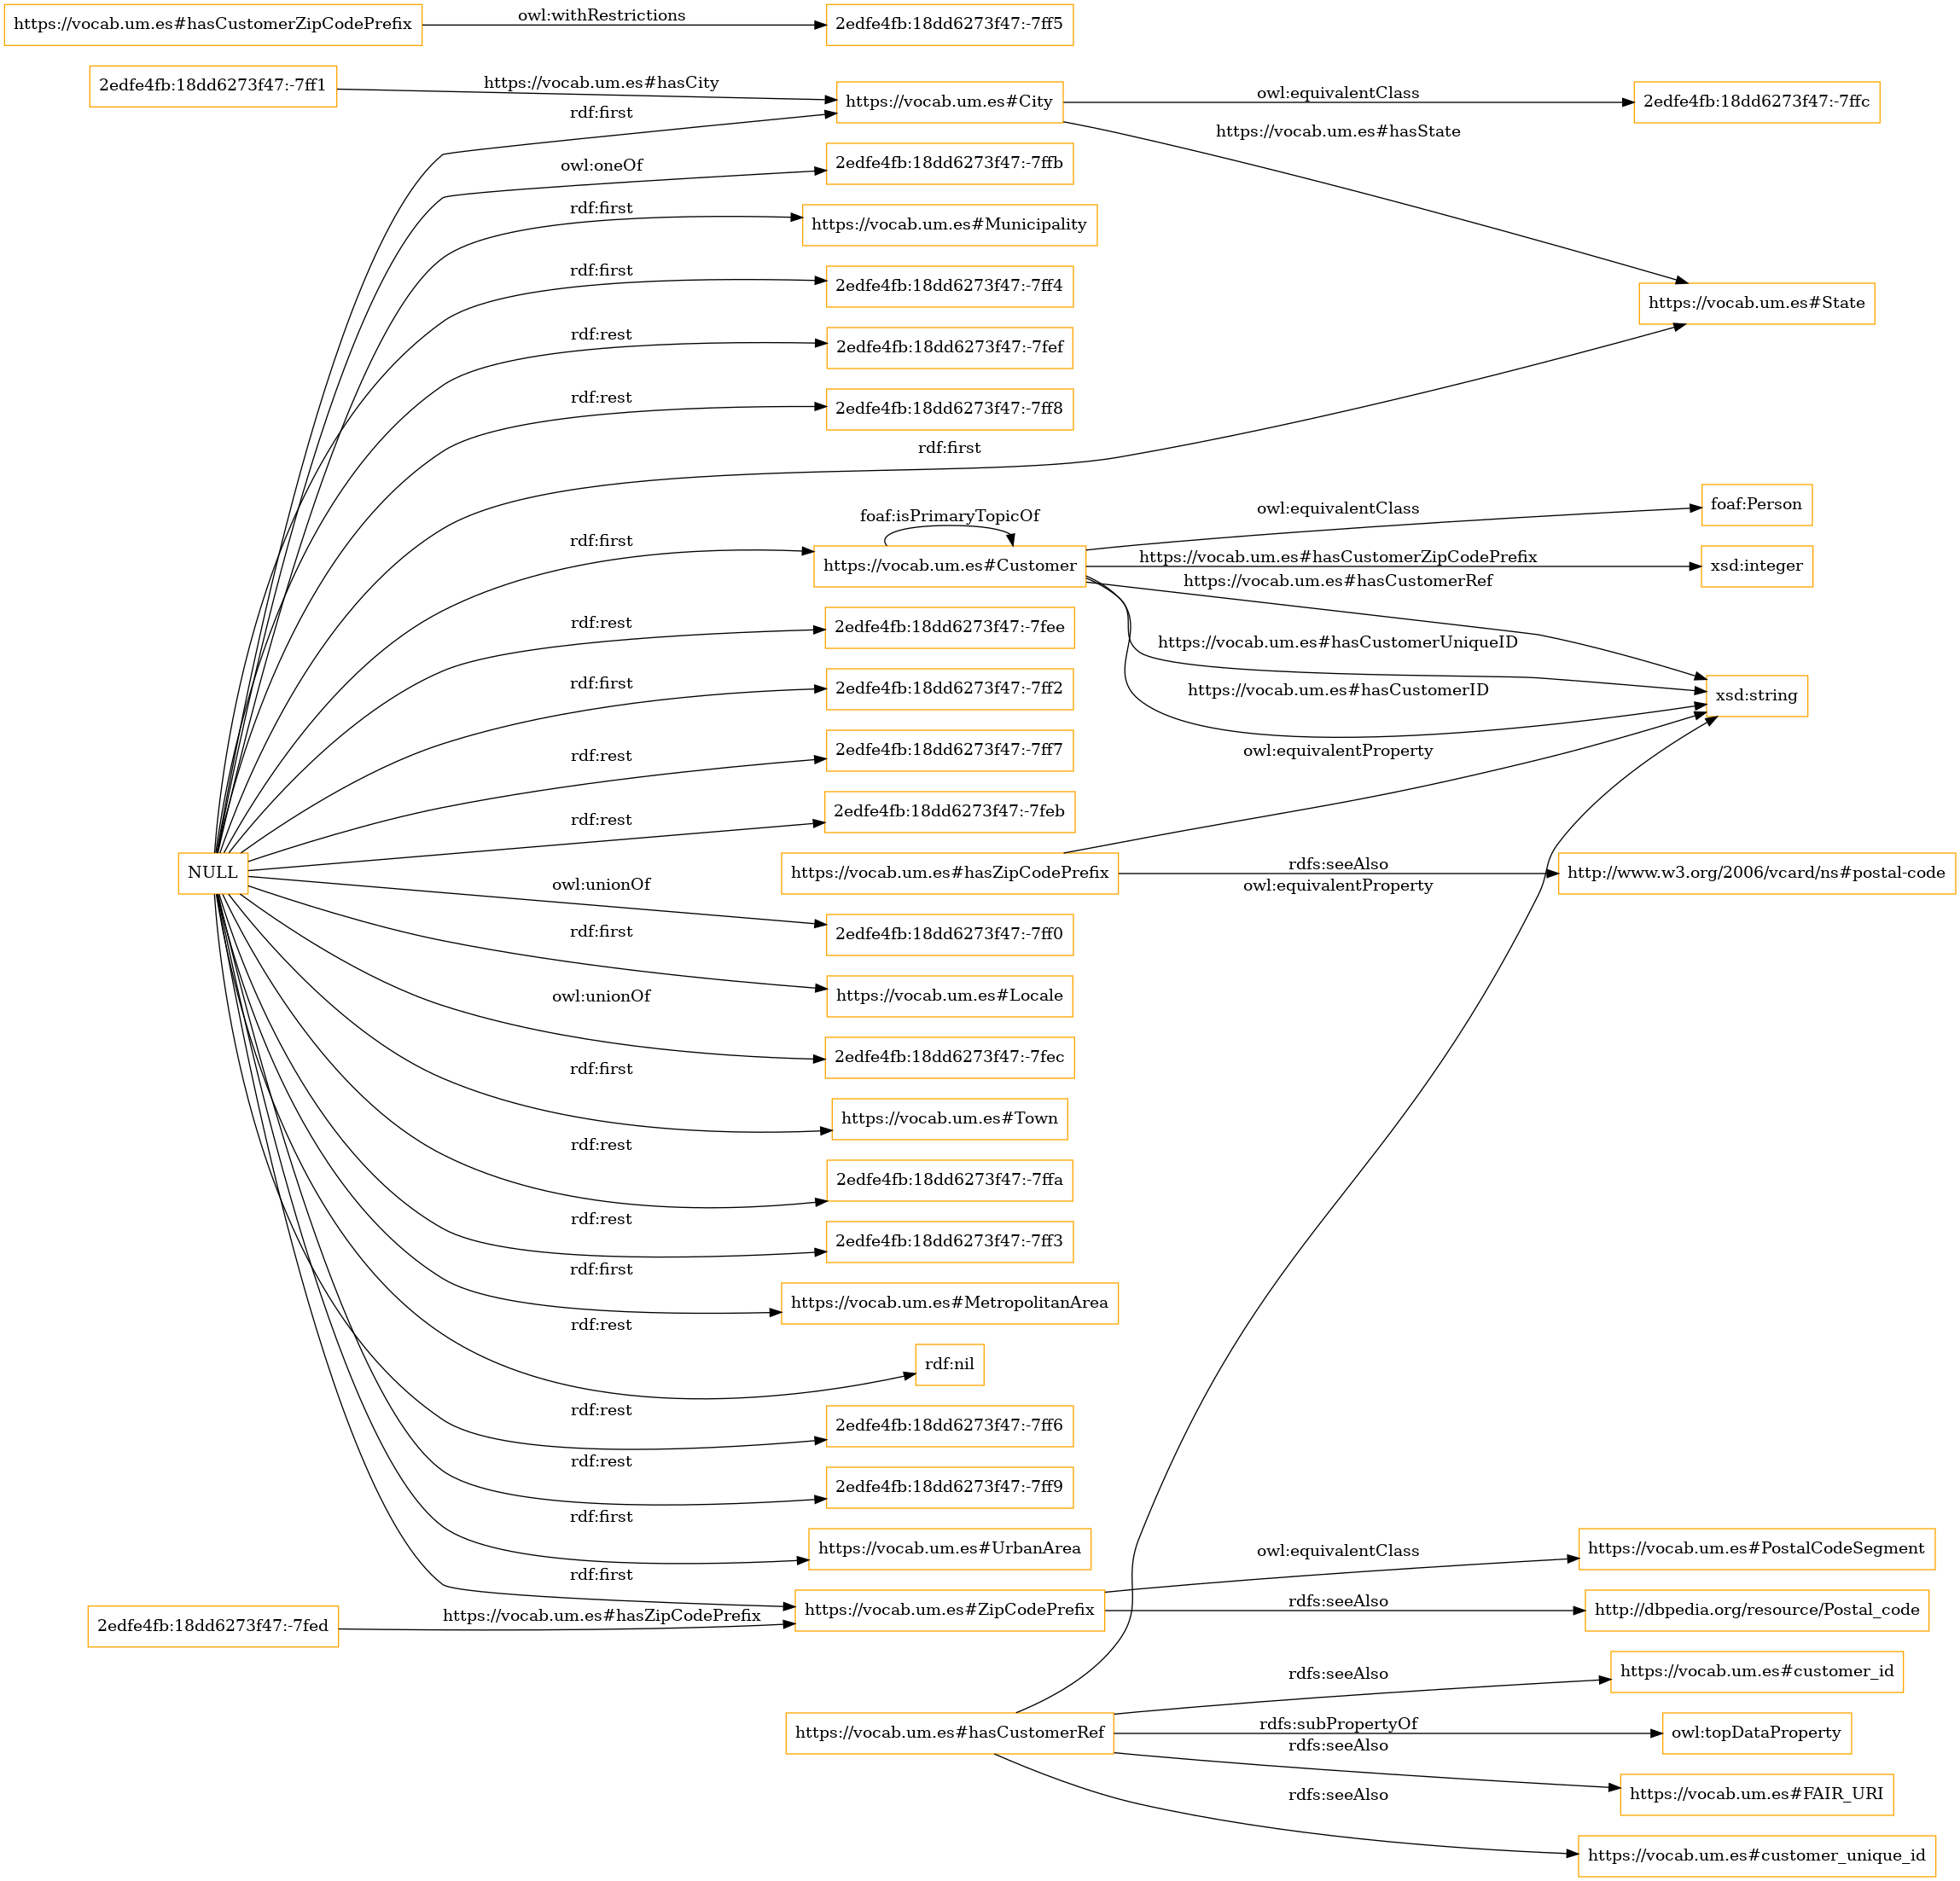 https://vocab.um.es#hasCustomerZipCodePrefix
owl:withRestrictions
2edfe4fb:18dd6273f47:-7ff5
2edfe4fb:18dd6273f47:-7ff1
https://vocab.um.es#hasCity
https://vocab.um.es#City
owl:equivalentClass
2edfe4fb:18dd6273f47:-7ffc
rdf:first
https://vocab.um.es#hasState
owl:oneOf
2edfe4fb:18dd6273f47:-7ffb
rdf:first
https://vocab.um.es#Municipality
rdf:first
2edfe4fb:18dd6273f47:-7ff4
https://vocab.um.es#State
rdf:rest
2edfe4fb:18dd6273f47:-7fef
rdf:rest
2edfe4fb:18dd6273f47:-7ff8
rdf:first
foaf:isPrimaryTopicOf
owl:equivalentClass
foaf:Person
rdf:first
https://vocab.um.es#Customer
https://vocab.um.es#hasCustomerZipCodePrefix
xsd:integer
https://vocab.um.es#hasCustomerRef
rdf:rest
2edfe4fb:18dd6273f47:-7fee
https://vocab.um.es#hasCustomerUniqueID
rdf:first
2edfe4fb:18dd6273f47:-7ff2
https://vocab.um.es#hasCustomerID
xsd:string
rdf:rest
2edfe4fb:18dd6273f47:-7ff7
owl:equivalentProperty
rdf:rest
2edfe4fb:18dd6273f47:-7feb
NULL
https://vocab.um.es#hasZipCodePrefix
rdfs:seeAlso
http://www.w3.org/2006/vcard/ns#postal-code
owl:equivalentProperty
owl:unionOf
2edfe4fb:18dd6273f47:-7ff0
rdf:first
https://vocab.um.es#Locale
owl:unionOf
2edfe4fb:18dd6273f47:-7fec
rdf:first
https://vocab.um.es#Town
rdf:rest
2edfe4fb:18dd6273f47:-7ffa
rdf:rest
2edfe4fb:18dd6273f47:-7ff3
rdf:first
https://vocab.um.es#MetropolitanArea
rdf:rest
rdf:nil
rdf:rest
2edfe4fb:18dd6273f47:-7ff6
rdf:rest
2edfe4fb:18dd6273f47:-7ff9
rdf:first
https://vocab.um.es#UrbanArea
owl:equivalentClass
https://vocab.um.es#PostalCodeSegment
rdf:first
2edfe4fb:18dd6273f47:-7fed
https://vocab.um.es#hasZipCodePrefix
https://vocab.um.es#ZipCodePrefix
rdfs:seeAlso
http://dbpedia.org/resource/Postal_code
rdfs:seeAlso
https://vocab.um.es#customer_id
https://vocab.um.es#hasCustomerRef
rdfs:subPropertyOf
owl:topDataProperty
rdfs:seeAlso
https://vocab.um.es#FAIR_URI
rdfs:seeAlso
https://vocab.um.es#customer_unique_id